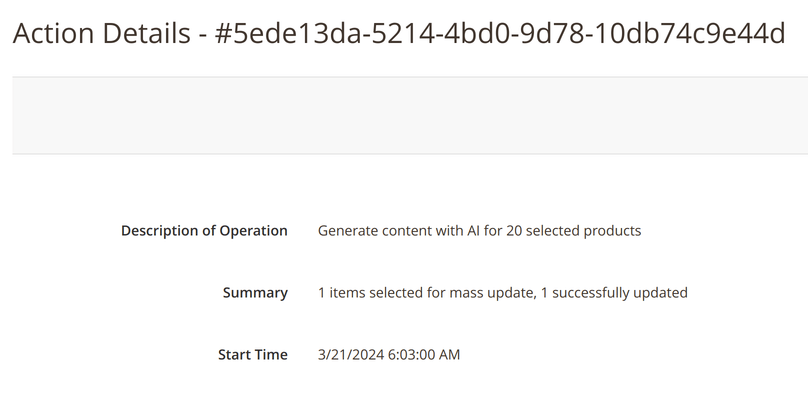 Action Details - #5ede13da-5214-4bd0-9d78-10db74c9e44d
Description of Operation Generate content with AI for 20 selected products
Summary 1 items selected for mass update, 1 successfully updated
Start Time 3/21/2024 6:03:00 AM